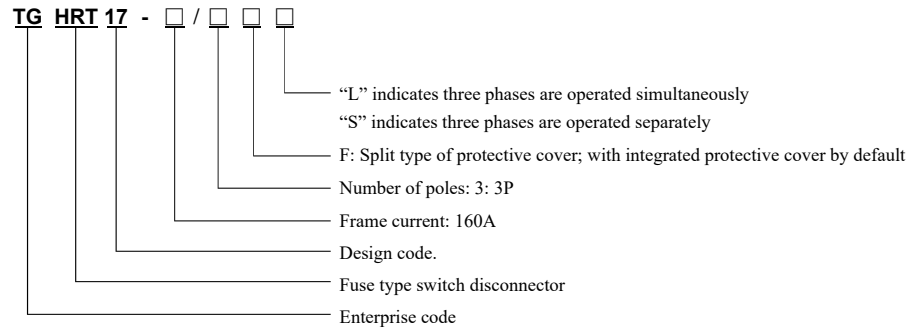 TG HRT 17 - □ / □ □ □
“L” indicates three phases are operated simultaneously
“S” indicates three phases are operated separately
F: Split type of protective cover; with integrated protective cover by default
Number of poles: 3: 3P
Frame current: 160A
Design code.
Fuse type switch disconnector
Enterprise code